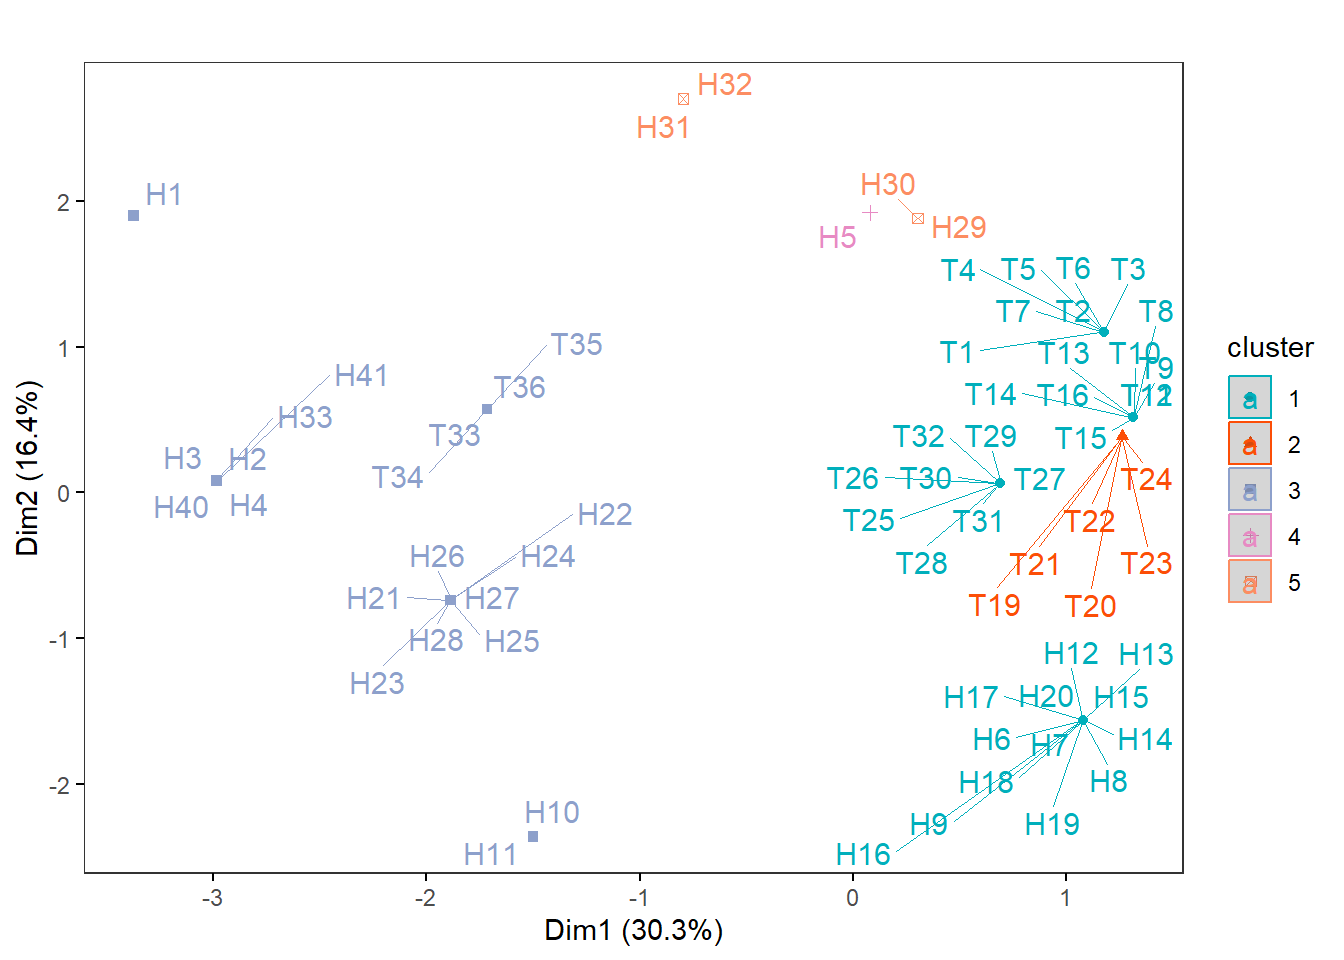 H32
H31
H1
H30
H5
H29
T4
T5
T6
T3
T7
T2
T8
T1
T13
T10
T9
T14
T16
T12
T15
T35
T36
T33
T34
H41
H33
H3
H2
H40
H4
T32
T29
T26
T30
T27
T24
T25
T31
T22
T28
T21
T23
T19
T20
H22
H26
H24
H21
H27
H28
H25
H23
H12
H13
H17
H20
H15
H6
H7
H14
H18
H8
H9
H19
H16
H10
H11
2
1
0
-1
-2
-3
-2
-1
0
1
Dim1 (30.3%)
Dim2 (16.4%)
cluster
a 1
a 2
a 3
a 4
a 5